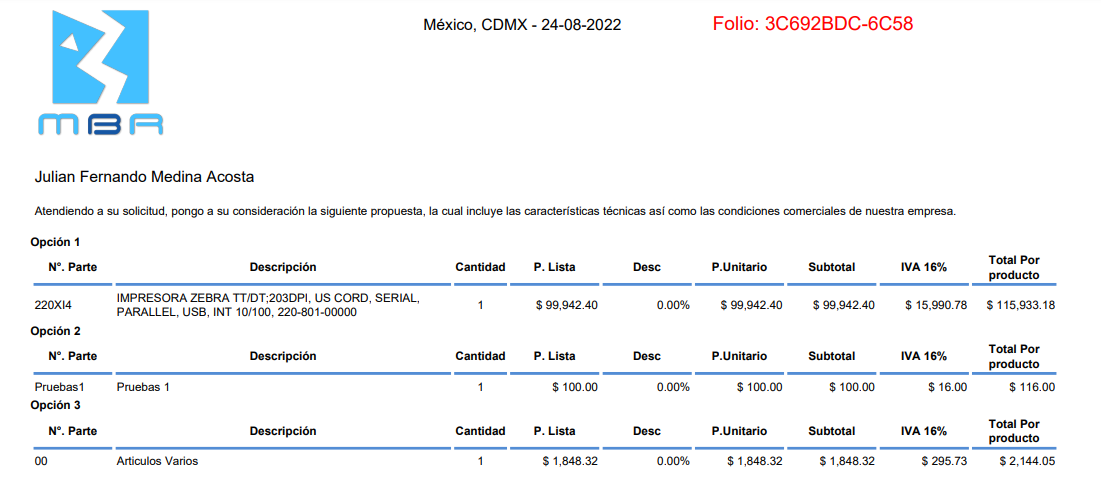 México, CDMX - 24-08-2022 Folio: 3C692BDC-6C58
MBR
Julian Fernando Medina Acosta
Atendiendo a su solicitud, pongo a su consideración la siguiente propuesta, la cual incluye las características técnicas así como las condiciones comerciales de nuestra empresa.
Opción 1
N°. Parte Descripción Cantidad P. Lista Desc P.Unitario Subtotal IVA 16% Total Por
producto
220XI4 IMPRESORA ZEBRA TT/DT;203DPI, US CORD, SERIAL,
PARALLEL, USB, INT 10/100, 220-801-00000 1 $ 99,942.40 0.00% $ 99,942.40 $ 99,942.40 $ 15,990.78 $ 115,933.18
Opción 2
N°. Parte Descripción Cantidad P. Lista Desc P.Unitario Subtotal IVA 16% Total Por
producto
Pruebas1 Pruebas 1 1 $ 100.00 0.00% $ 100.00 $ 100.00 $ 16.00 $ 116.00
Opción 3
N°. Parte Descripción Cantidad P. Lista Desc P.Unitario Subtotal IVA 16% Total Por
producto
00 Articulos Varios 1 $ 1,848.32 0.00% $ 1,848.32 $ 1,848.32 $ 295.73 $ 2,144.05